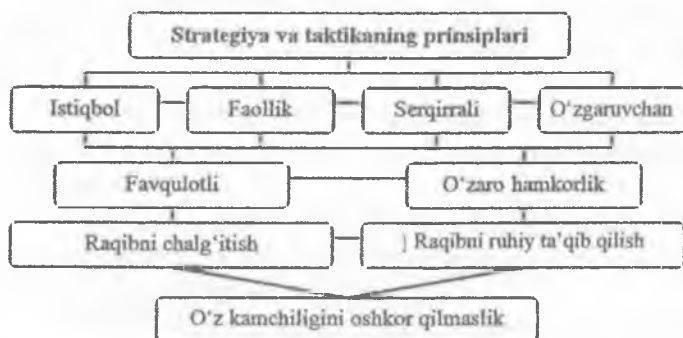 Strategiya va taktikaning prinsiplari
Istiqbol Faollik Serqirrali O‘zgaruvchan
Favqulotli O‘zaro hamkorlik
Raqibni chalg‘itish Raqibni ruhiy ta’qib qilish
O‘z kamchiligini oshkor qilmaslik